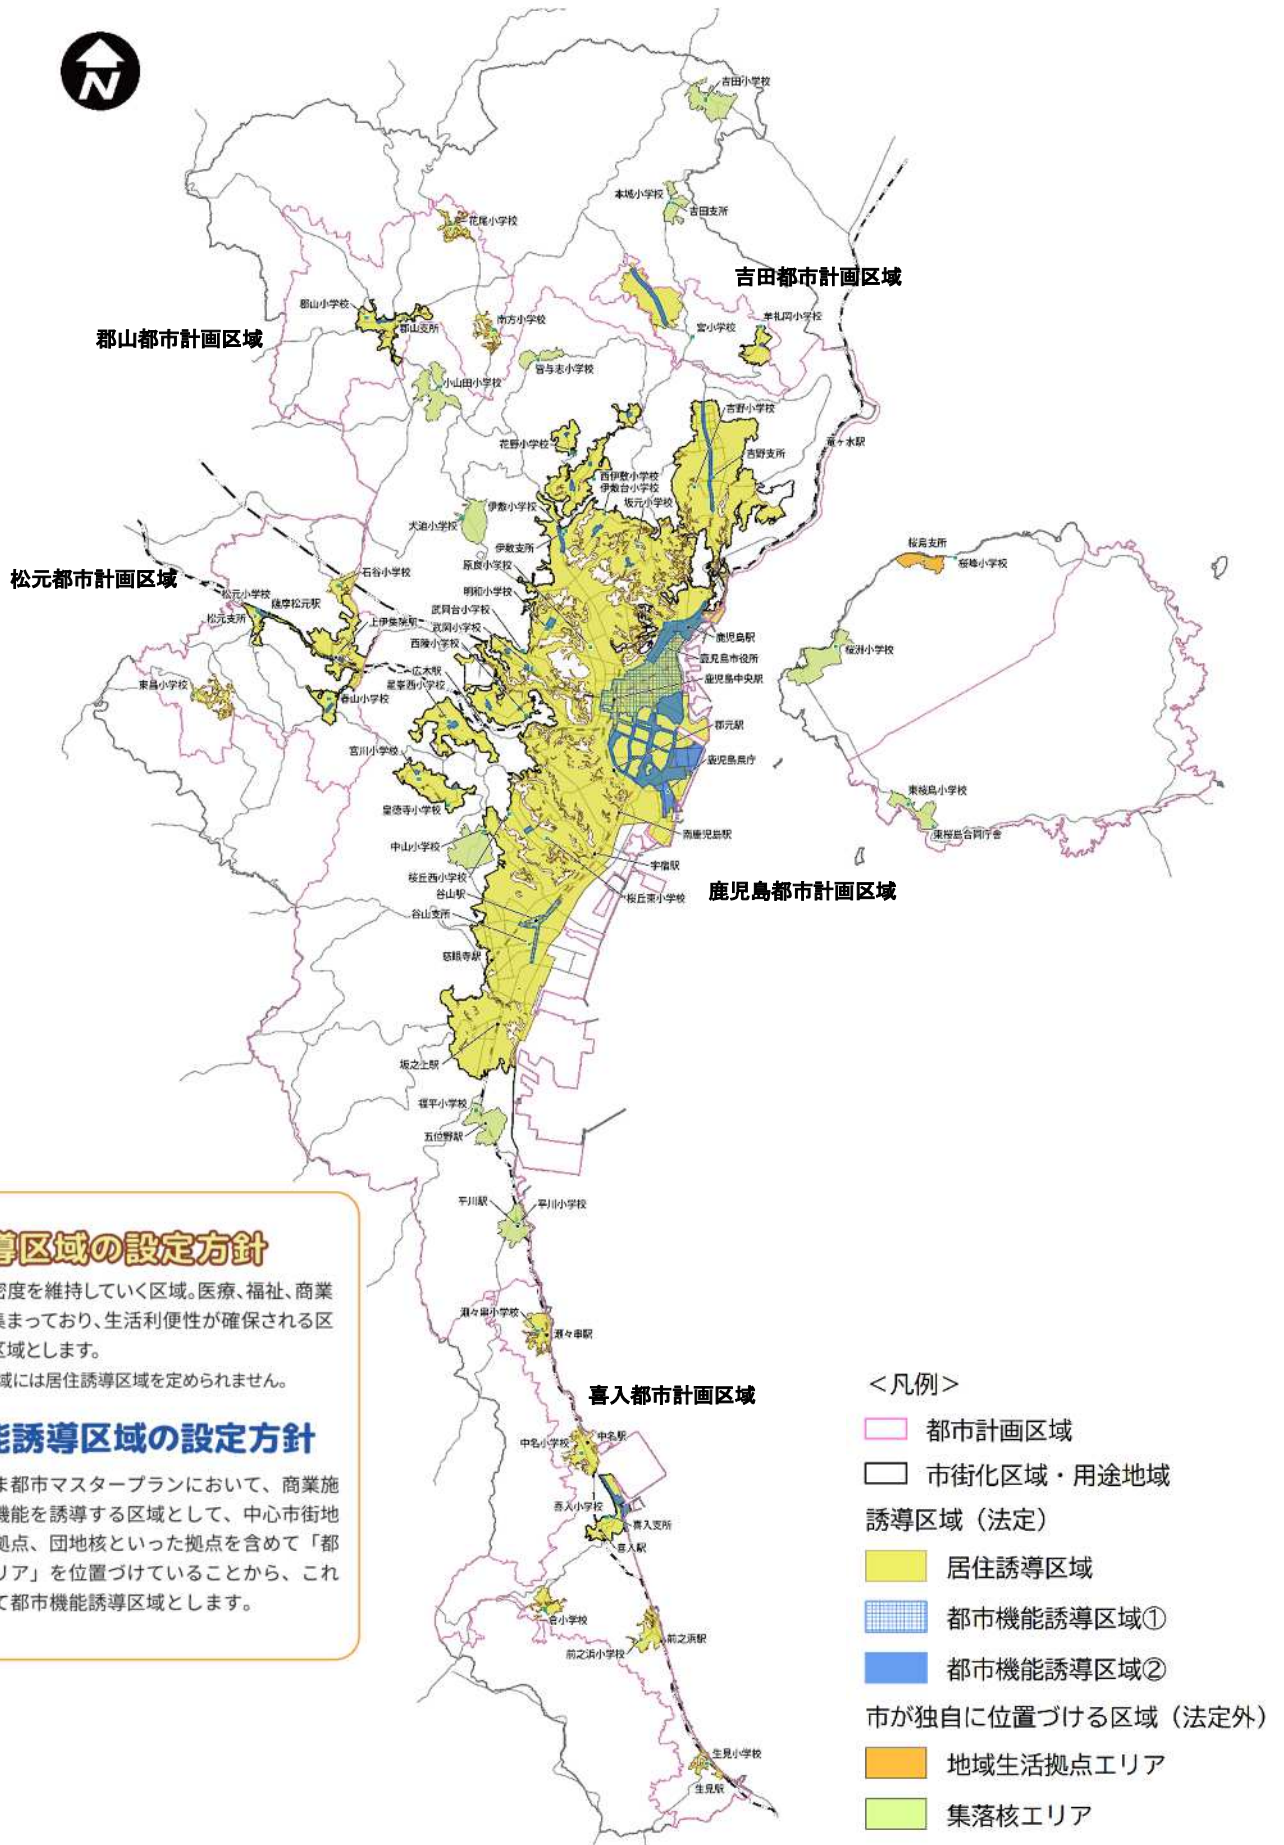 N
吉田小学校
本城小学校
吉田支所
花尾小学校
吉田都市計画区域
郡山小学校
郡山支所
南方小学校
宮小学校
牟礼岡小学校
郡山都市計画区域
皆与志小学校
小山田小学校
吉野小学校
花野小学校
竜ヶ水駅
吉野支所
西伊敷小学校
伊敷台小学校
坂元小学校
伊敷小学校
犬迫小学校
伊敷支所
原良小学校
桜島支所
桜峰小学校
松元都市計画区域
石谷小学校
明和小学校
松元小学校
薩摩松元駅
武岡台小学校
松元支所
上伊集院駅
武岡小学校
鹿児島駅
西陵小学校
鹿児島市役所
桜洲小学校
広木駅
鹿児島中央駅
東昌小学校
星峯西小学校
春山小学校
郡元駅
宮川小学校
鹿児島県庁
東桜島小学校
皇徳寺小学校
南鹿児島駅
東桜島合同庁舎
中山小学校
宇宿駅
桜丘西小学校
鹿児島都市計画区域
谷山駅
桜丘東小学校
谷山支所
慈眼寺駅
坂之上駅
福平小学校
五位野駅
平川駅
平川小学校
導区域の設定方針
密度を維持していく区域。医療、福祉、商業
集まっており、生活利便性が確保される区
区域とします。
域には居住誘導区域を定められません。
能誘導区域の設定方針
ま都市マスタープランにおいて、商業施
機能を誘導する区域として、中心市街地
拠点、団地核といった拠点を含めて「都
リア」を位置づけていることから、これ
て都市機能誘導区域とします。
瀬々串小学校
瀬々串駅
喜入都市計画区域
中名小学校
中名駅
喜入小学校
喜入支所
喜入駅
倉小学校
前之浜駅
前之浜小学校
生見小学校
生見駅
＜凡例＞
都市計画区域
市街化区域・用途地域
誘導区域（法定）
居住誘導区域
都市機能誘導区域①
都市機能誘導区域②
市が独自に位置づける区域（法定外）
地域生活拠点エリア
集落核エリア